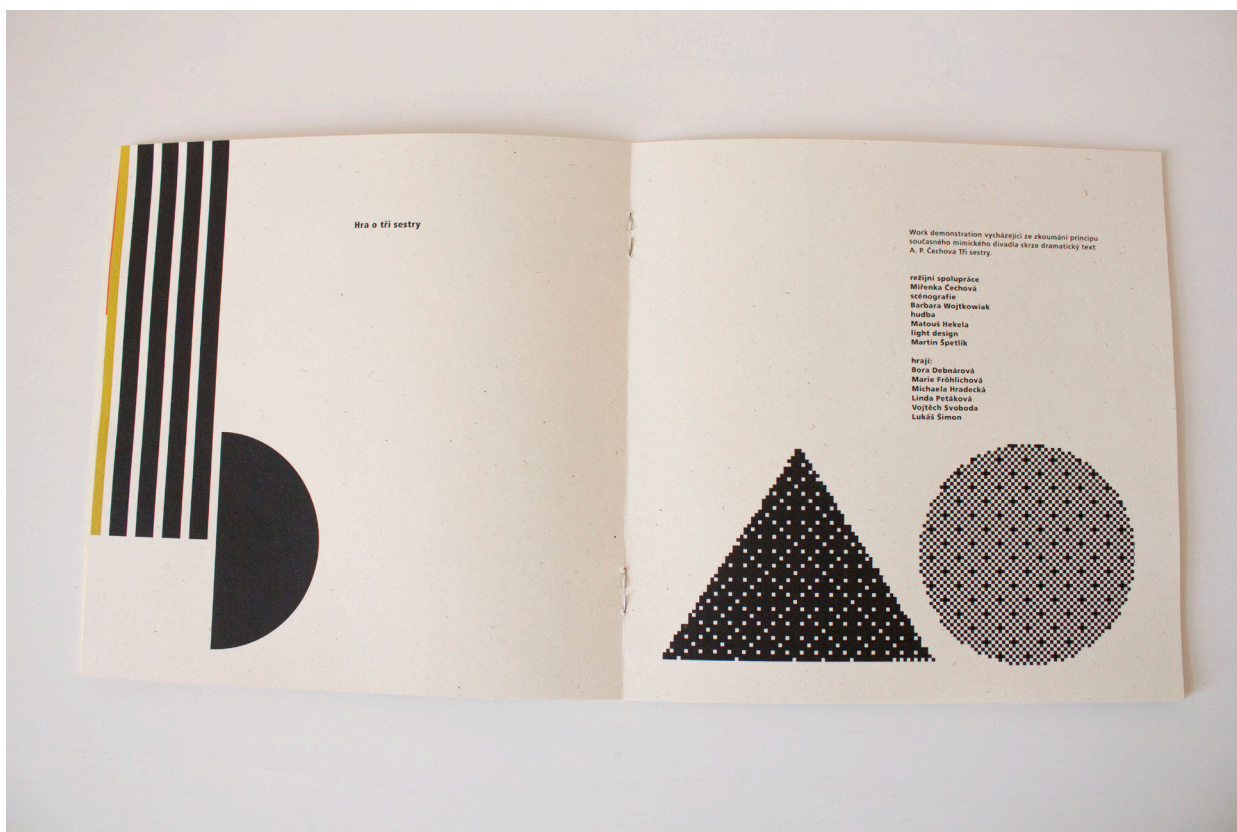 Hra o tři sestry
Work demonstration vycházející ze zkoumání principu
současného mimického divadla skrze dramatický text
A. P. Čechova Tři sestry.
režijní spolupráce
Miřenka Čechová
scénografie
Barbara Wojtkowiak
hudba
Matouš Hekela
light design
Martin Špetlík
hrají:
Bora Debnárová
Marie Fröhlichová
Michaela Hradecká
Linda Petáková
Vojtěch Svoboda
Lukáš Šimon